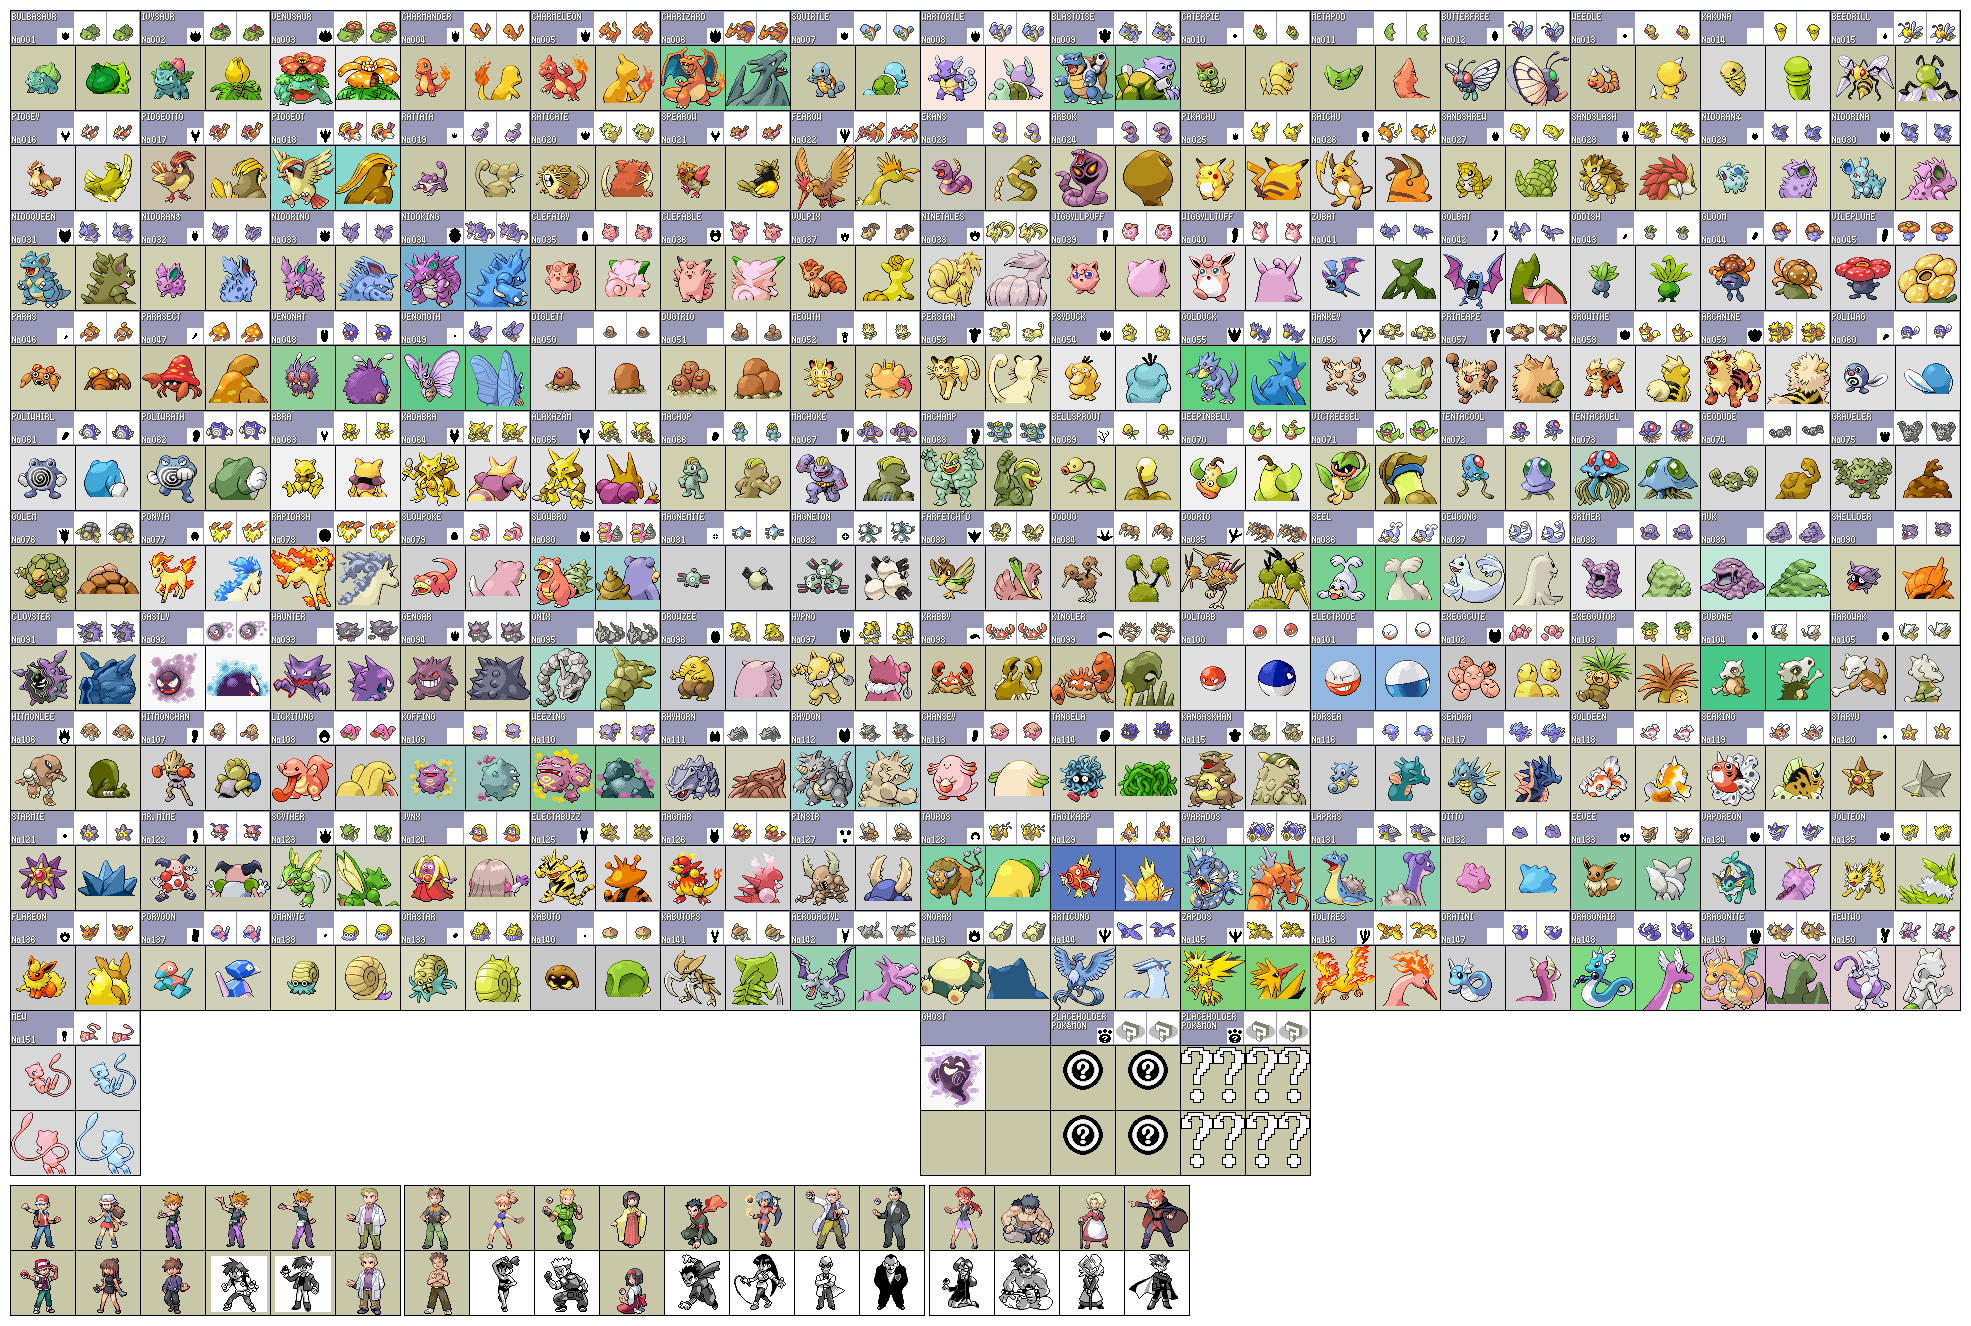 BULBASAUR IVYSAUR VENUSAUR CHARMANDER CHARMELEON CHARIZARD SQUIRTLE WARTORTLE BLASTOISE CATERPIE METAPOD BUTTERFREE WEEDLE KAKUNA BEEDRILL
No001 No002 No003 No004 No005 No006 No007 No008 No009 No010 No011 No012 No013 No014 No015
PIDGEY PIDGEOTTO PIDGEOT RATTATA RATICATE SPEAROW FEAROW EKANS ARBOK PIKACHU RAICHU SANDSHREW SANDSLASH NIDORAN♀ NIDORINA
No016 No017 No018 No019 No020 No021 No022 No023 No024 No025 No026 No027 No028 No029 No030
NIDOQUEEN NIDORAN♂ NIDORINO NIDOKING CLEFAIRY CLEFABLE VULPIX NINETALES JIGGYLLPUFF WIGGYLLTUFF ZUBAT GOLBAT ODDISH GLOOM VILEPLUME
No031 No032 No033 No034 No035 No036 No037 No038 No039 No040 No041 No042 No043 No044 No045
PARAS PARASECT VENONAT VENOMOTH DIGLETT DUGTRIO MEOWTH PERSIAN PSYDUCK GOLDUCK MANKEY PRIMEAPE GROWITHE ARCANINE POLIWAG
No046 No047 No048 No049 No050 No051 No052 No053 No054 No055 No056 No057 No058 No059 No060
POLIWHIRL POLIWRATH ABRA KADABRA ALAKAZAM MACHOP MACHOKE MACHAMP BELLSPROUT WEEPINBELL VICTREEBEL TENTACOOL TENTACRUEL GEODUDE GRAVELER
No061 No062 No063 No064 No065 No066 No067 No068 No069 No070 No071 No072 No073 No074 No075
GOLEM PONYTA RAPIDASH SLOWPOKE SLOWBRO MAGNEMITE MAGNETON FARFETCH'D DODUO DODRIO SEEL DEWGONG GRIMER MUK SHELLDER
No076 No077 No078 No079 No080 No081 No082 No083 No084 No085 No086 No087 No088 No089 No090
CLOYSTER GASTLY HAUNTER GENGAR ONIX DROWZEE HYPNO KRABBY KINGLER VOLTORB ELECTRODE EXEGGCUTE EXEGGUTOR CUBONE MAROWAK
No091 No092 No093 No094 No095 No096 No097 No098 No099 No100 No101 No102 No103 No104 No105
HITMONLEE HITMONCHAN LICKITUNG KOFFING WEEZING RHYHORN RHYDON CHANSEY TANGELA KANGASKHAN HORSEA SEADRA GOLDEEN SEAKING STARYU
No106 No107 No108 No109 No110 No111 No112 No113 No114 No115 No116 No117 No118 No119 No120
STARMIE MR.MIME SCYTHER JYNX ELECTABUZZ MAGMAR PINSIR TAUROS MAGIKARP GYARADOS LAPRAS DITTO EEVEE VAPOREON JOLTEON
No121 No122 No123 No124 No125 No126 No127 No128 No129 No130 No131 No132 No133 No134 No135
FLAREON PORYGON OMANYTE OMASTAR KABUTO KABUTOPS AERODACTYL SNORAX ARTICUNO ZAPDOS MOLTRES DRATINI DRAGONAIR DRAGONITE MEWTWO
No136 No137 No138 No139 No140 No141 No142 No143 No144 No145 No146 No147 No148 No149 No150
MEW GHOST PLACEHOLDER PLACEHOLDER
POKéMON POKéMON
No151 ? ? ? ? ? ?
? ? ? ? ? ?
? ? ? ? ? ?